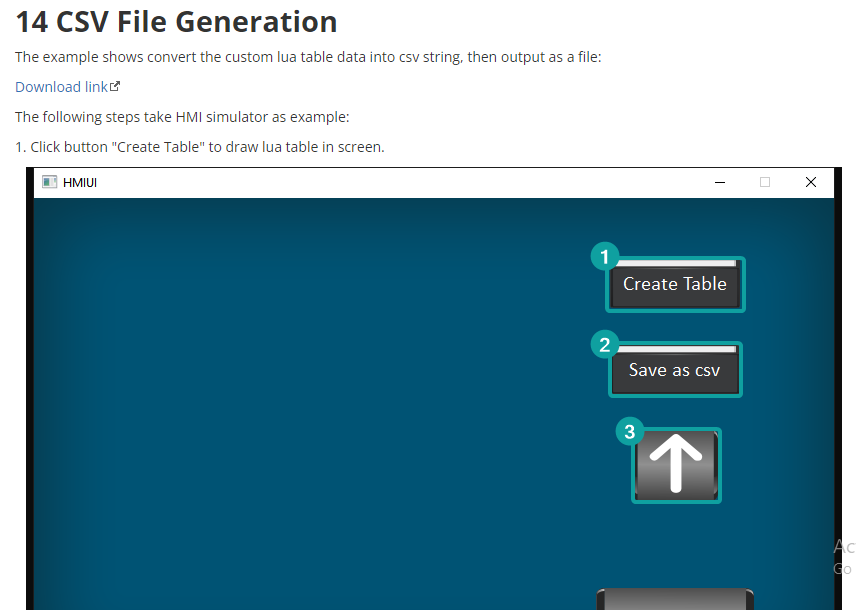 14 CSV File Generation
The example shows convert the custom lua table data into csv string, then output as a file:
Download link
The following steps take HMI simulator as example:
1. Click button "Create Table" to draw lua table in screen.
HMIUI
1
Create Table
2
Save as csv
3
Ac
Go